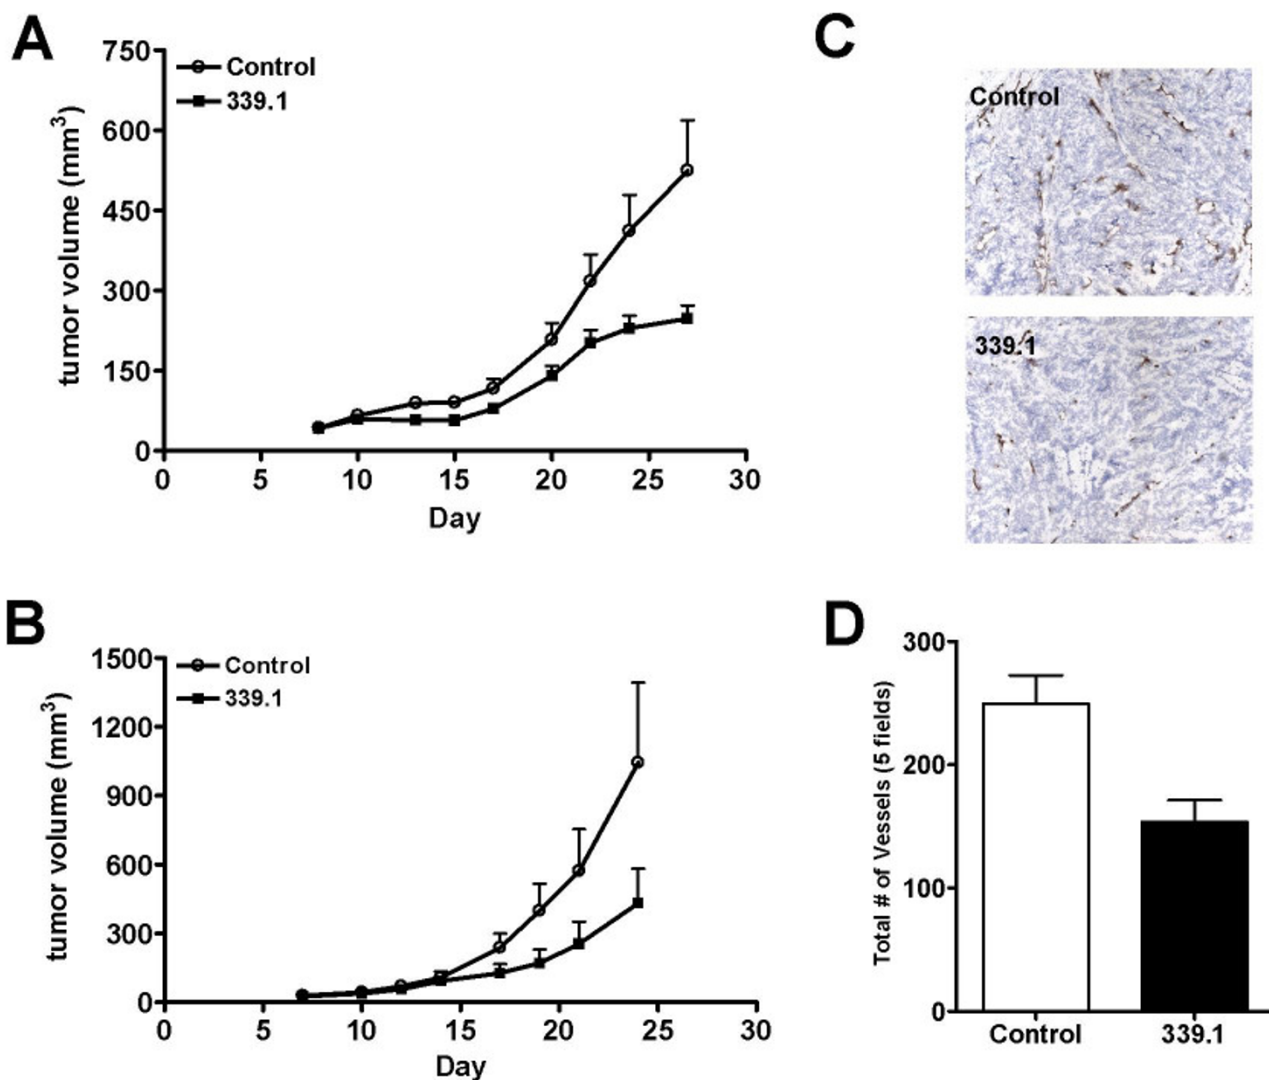 A
750
600
450
300
150
0
tumor volume (mm³)
Control
339.1
0 5 10 15 20 25 30
Day
B
1500
1200
900
600
300
0
tumor volume (mm³)
Control
339.1
0 5 10 15 20 25 30
Day
C
Control
339.1
D
300
200
100
0
Total # of Vessels (5 fields)
Control 339.1